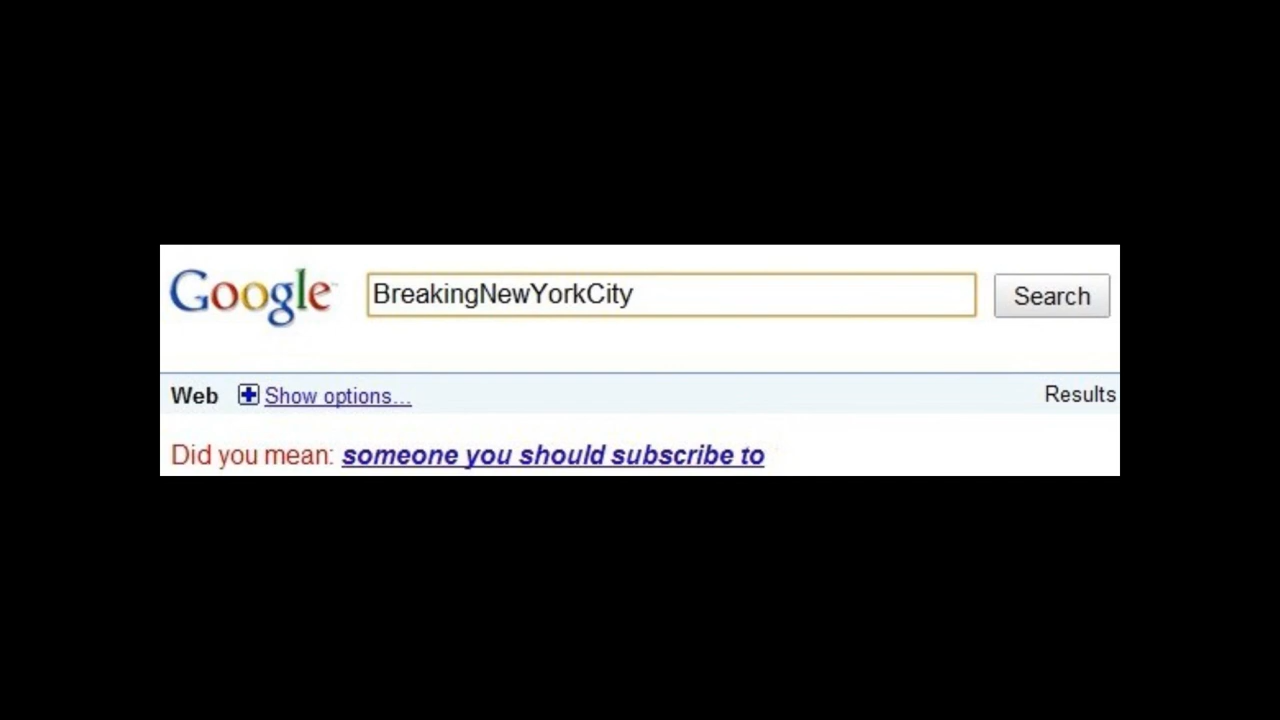 Google BreakingNewYorkCity Search
Web Show options... Results
Did you mean: someone you should subscribe to